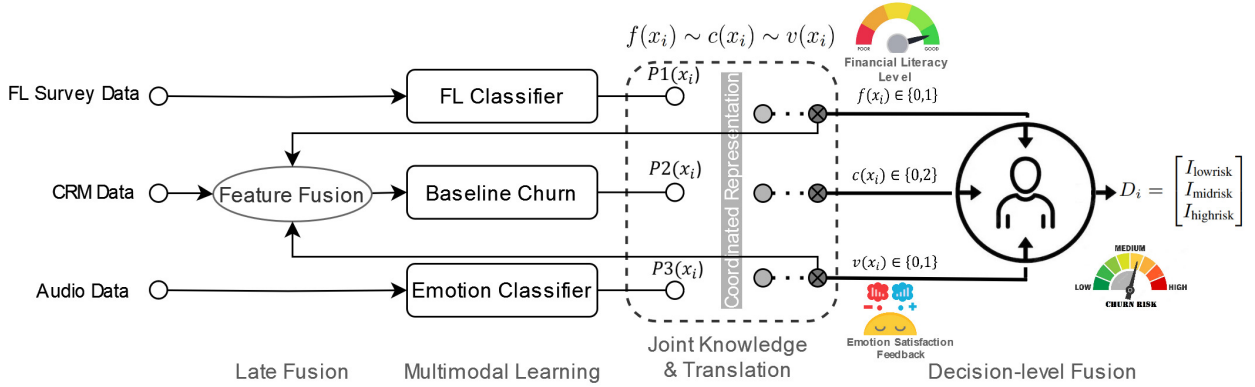 f(x_i) ~ c(x_i) ~ v(x_i)
POOR
GOOD
Financial Literacy
Level
FL Survey Data
FL Classifier
P1(x_i)
f(x_i) ∈ {0,1}
CRM Data
Feature Fusion
Baseline Churn
P2(x_i)
Coordinated Representation
c(x_i) ∈ {0,2}
D_i =
I_lowrisk
I_midrisk
I_highrisk
Audio Data
Emotion Classifier
P3(x_i)
v(x_i) ∈ {0,1}
MEDIUM
LOW
HIGH
CHURN RISK
Emotion Satisfaction
Feedback
Late Fusion
Multimodal Learning
Joint Knowledge
& Translation
Decision-level Fusion